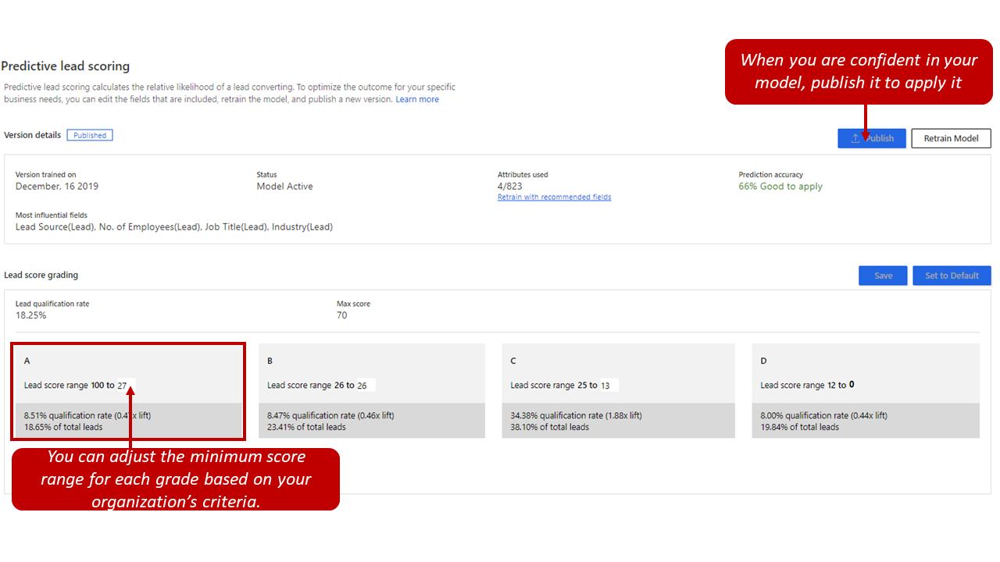 When you are confident in your
model, publish it to apply it
Predictive lead scoring
Predictive lead scoring calculates the relative likelihood of a lead converting. To optimize the outcome for your specific
business needs, you can edit the fields that are included, retrain the model, and publish a new version. Learn more
Version details Published
Publish Retrain Model
Version trained on Status Attributes used Prediction accuracy
December, 16 2019 Model Active 4/823 66% Good to apply
Retrain with recommended fields
Most influential fields
Lead Source(Lead), No. of Employees(Lead), Job Title(Lead), Industry(Lead)
Lead score grading Save Set to Default
Lead qualification rate Max score
18.25% 70
A B C D
Lead score range 100 to 27 Lead score range 26 to 26 Lead score range 25 to 13 Lead score range 12 to 0
8.51% qualification rate (0.47x lift) 8.47% qualification rate (0.46x lift) 34.38% qualification rate (1.88x lift) 8.00% qualification rate (0.44x lift)
18.65% of total leads 23.41% of total leads 38.10% of total leads 19.84% of total leads
You can adjust the minimum score
range for each grade based on your
organization’s criteria.